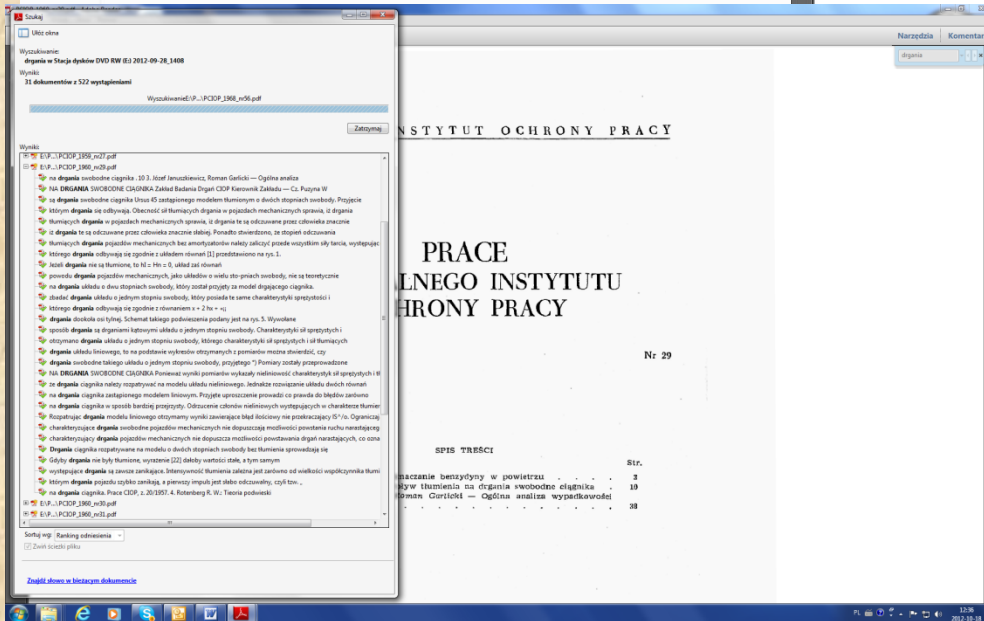 Szukaj
Ułóż okna
Wyszukiwanie:
drgania w Stacja dysków DVD RW (E:) 2012-09-28_1408
Wyniki:
31 dokumentów z 522 wystąpieniami
WyszukiwanieE:\P...\PCIOP_1968_nr56.pdf
Zatrzymaj
Wyniki:
E:\P...\PCIOP_1959_nr27.pdf
E:\P...\PCIOP_1960_nr29.pdf
na drgania swobodne ciągnika . 10 3. Józef Januszkiewicz, Roman Garlicki — Ogólna analiza
NA DRGANIA SWOBODNE CIĄGNIKA Zakład Badania Drgań CIOP Kierownik Zakładu — Cz. Puzyna W
są drgania swobodne ciągnika Ursus 45 zastąpionego modelem tłumionym o dwóch stopniach swobody. Przyjęcie
którym drgania się odbywają. Obecność sił tłumiących drgania w pojazdach mechanicznych sprawia, iż drgania
tłumiących drgania w pojazdach mechanicznych sprawia, iż drgania te są odczuwane przez człowieka znacznie
iż drgania te są odczuwane przez człowieka znacznie słabiej. Ponadto stwierdzono, że stopień odczuwania
tłumiących drgania pojazdów mechanicznych bez amortyzatorów należy zaliczyć przede wszystkim siły tarcia, występując
którego drgania odbywają się zgodnie z układem równań [1] przedstawiono na rys. 1.
Jeżeli drgania nie są tłumione, to hl = Hn = 0, układ zaś równań
powodu drgania pojazdów mechanicznych, jako układów o wielu sto-pniach swobody, nie są teoretycznie
na drgania układu o dwu stopniach swobody, który został przyjęty za model drgającego ciągnika.
zbadać drgania układu o jednym stopniu swobody, który posiada te same charakterystyki sprężystości i
którego drgania odbywają się zgodnie z równaniem x + 2 hx +
drgania dookoła osi tylnej. Schemat takiego podwieszenia podany jest na rys. 5. Wywołane
sposób drgania są drganiami kątowymi układu o jednym stopniu swobody. Charakterystyki sił sprężystych i
otrzymano drgania układu o jednym stopniu swobody, którego charakterystyki sił sprężystych i sił tłumiących
drgania układu liniowego, to na podstawie wykresów otrzymanych z pomiarów można stwierdzić, czy
drgania swobodne takiego układu o jednym stopniu swobody, przyjętego *) Pomiary zostały przeprowadzone
NA DRGANIA SWOBODNE CIĄGNIKA Ponieważ wyniki pomiarów wykazały nieliniowość charakterystyk sił sprężystych i tł
że drgania ciągnika należy rozpatrywać na modelu układu nieliniowego. Jednakże rozwiązanie układu dwóch równań
na drgania ciągnika zastąpionego modelem liniowym. Przyjęte uproszczenie prowadzi co prawda do błędów zarówno
na drgania ciągnika w sposób bardziej przejrzysty. Odrzucenie członów nieliniowych występujących w charakterze tłumier
Rozpatrując drgania modelu liniowego otrzymamy wyniki zawierające błąd ilościowy nie przekraczający Ograniczaj
charakteryzujące drgania swobodne pojazdów mechanicznych nie dopuszczają możliwości powstania ruchu narastającego
charakteryzujący drgania pojazdów mechanicznych nie dopuszcza możliwości powstawania drgań narastających, co ozna
Drgania ciągnika rozpatrywane na modelu o dwóch stopniach swobody bez tłumienia sprowadzają się
Gdyby drgania nie były tłumione, wyrażenie [22] dałoby wartości stałe, a tym samym
występujące drgania są zawsze zanikające. Intensywność tłumienia zależna jest zarówno od wielkości współczynnika tłumi
którym drgania pojazdu szybko zanikają, a pierwszy impuls jest słabo odczuwalny, czyli tzw.
na drgania ciągnika. Prace CIOP, z. 20/1957. 4. Rotenberg R. W.: Tieoria podwieski
E:\P...\PCIOP_1960_nr30.pdf
E:\P...\PCIOP_1960_nr31.pdf
Sortuj wg: Ranking odniesienia
Zwiń ścieżki pliku
Znajdź słowo w bieżącym dokumencie
Narzędzia Komentar
drgania
NSTYTUT OCHRONY PRACY
PRACE
LNEGO INSTYTUTU
HRONY PRACY
Nr 29
SPIS TREŚCI
Str.
naczanie benzydyny w powietrzu . . . . 3
ływ tłumienia na drgania swobodne ciągnika . 10
Roman Garlicki — Ogólna analiza wypadkowości
38
PL 12:36
2012-10-18